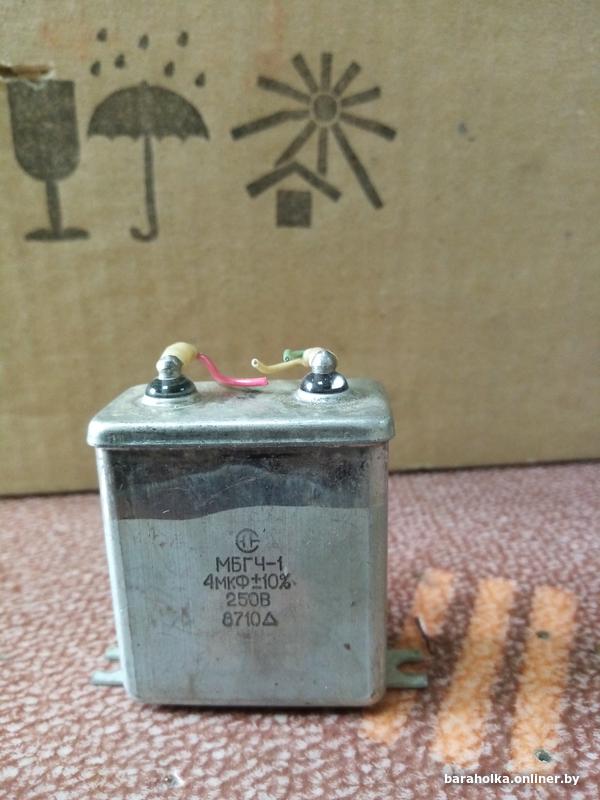 МБГЧ-1
4мкФ±10%
250В
8710Δ
baraholka.onliner.by